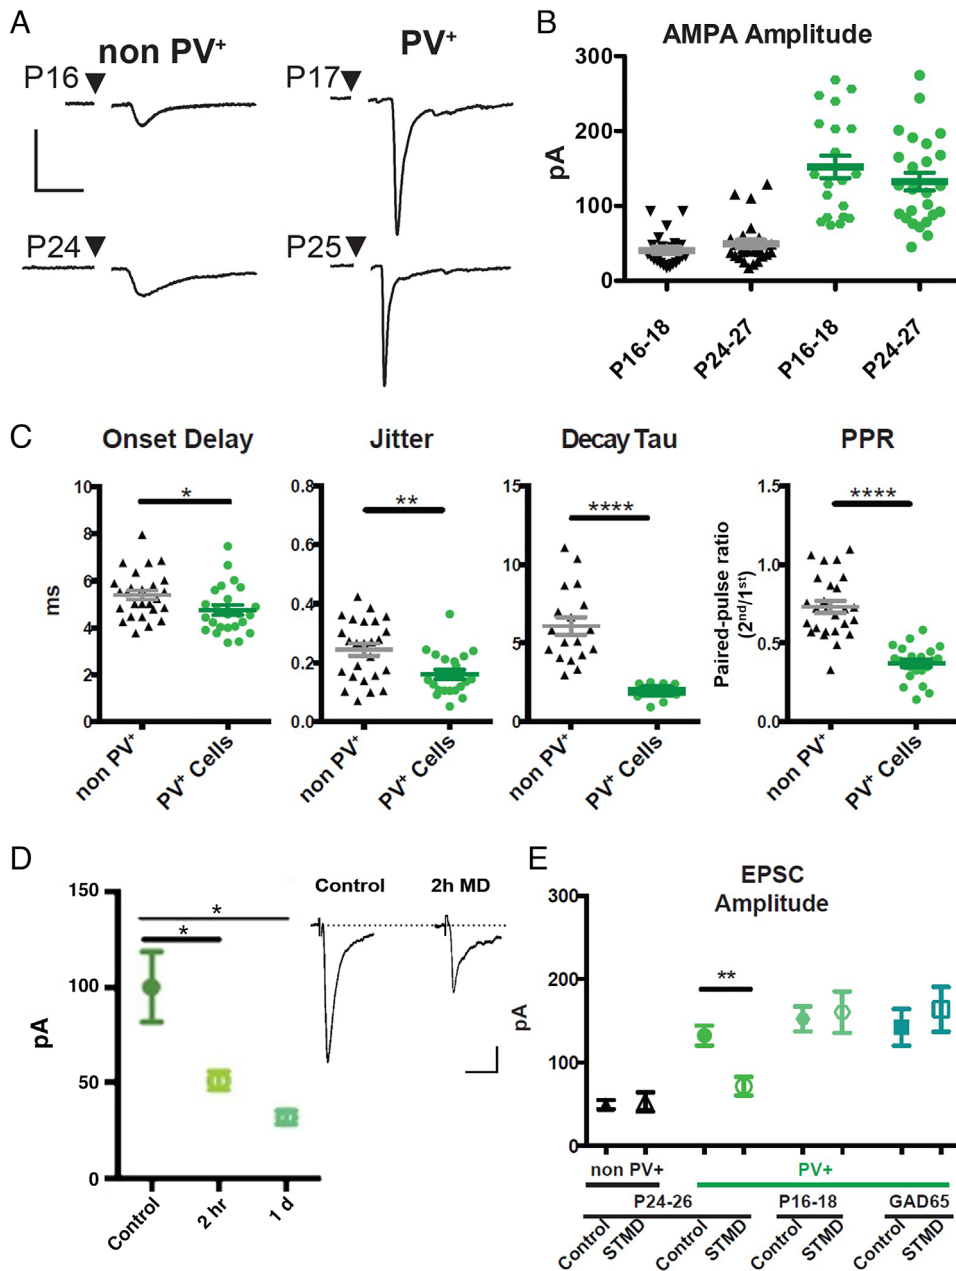 A
non PV+
PV+
P16
P17
P24
P25
B
AMPA Amplitude
300
200
100
0
pA
P16-18
P24-27
P16-18
P24-27
C
Onset Delay
Jitter
Decay Tau
PPR
10
8
6
4
2
0
ms
*
non PV+
PV+ Cells
0.8
0.6
0.4
0.2
0.0
**
non PV+
PV+ Cells
15
10
5
0
****
non PV+
PV+ Cells
Paired-pulse ratio
(2nd/1st)
1.5
1.0
0.5
0.0
****
non PV+
PV+ Cells
D
150
100
50
0
pA
*
*
Control
2 hr
1 d
Control
2h MD
E
EPSC
Amplitude
300
200
100
0
pA
**
non PV+
PV+
P24-26
P16-18
GAD65
Control
STMD
Control
STMD
Control
STMD
Control
STMD